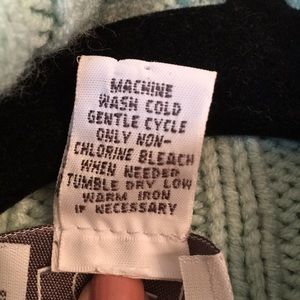 MACHINE
WASH COLD
GENTLE CYCLE
ONLY NON-
CHLORINE BLEACH
WHEN NEEDED
TUMBLE DRY LOW
WARM IRON
IF NECESSARY